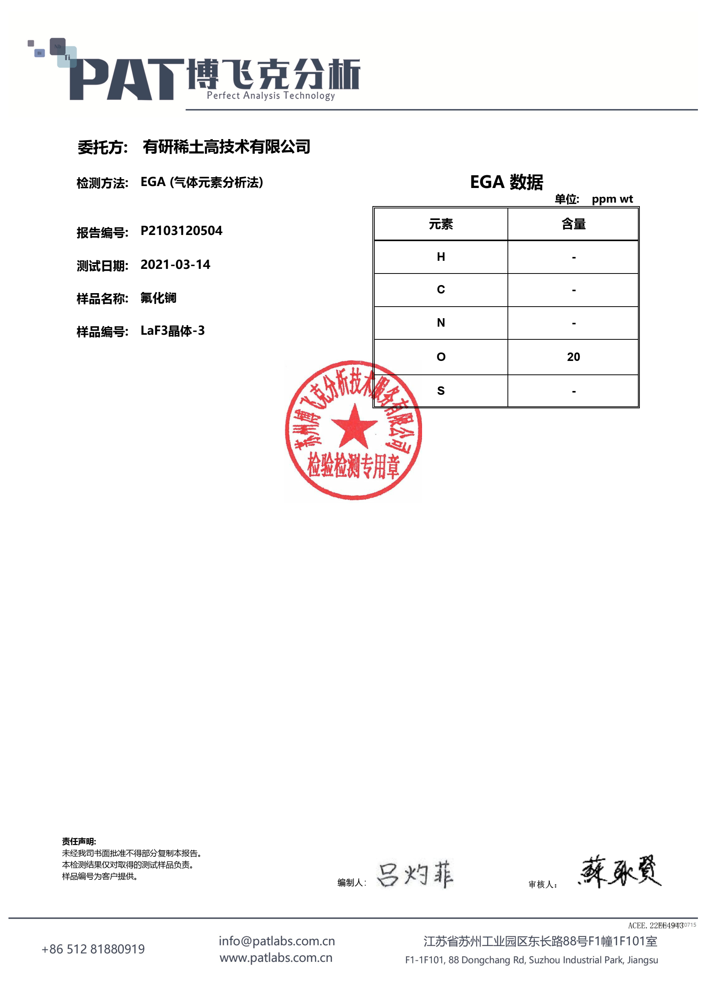 Nb
Bi
Ti
PAT博飞克分析
Perfect Analysis Technology
委托方: 有研稀土高技术有限公司
检测方法: EGA (气体元素分析法)
EGA 数据
单位: ppm wt
元素 含量
报告编号: P2103120504
H -
测试日期: 2021-03-14
C -
样品名称: 氟化镧
N -
样品编号: LaF3晶体-3
O 20
S -
苏州博飞克分析技术服务有限公司
检验检测专用章
责任声明:
未经我司书面批准不得部分复制本报告。
本检测结果仅对取得的测试样品负责。
样品编号为客户提供。
编制人: 吕灼菲
审核人:
ACEE.22EE4943
+86 512 81880919
info@patlabs.com.cn
www.patlabs.com.cn
江苏省苏州工业园区东长路88号F1幢1F101室
F1-1F101, 88 Dongchang Rd, Suzhou Industrial Park, Jiangsu